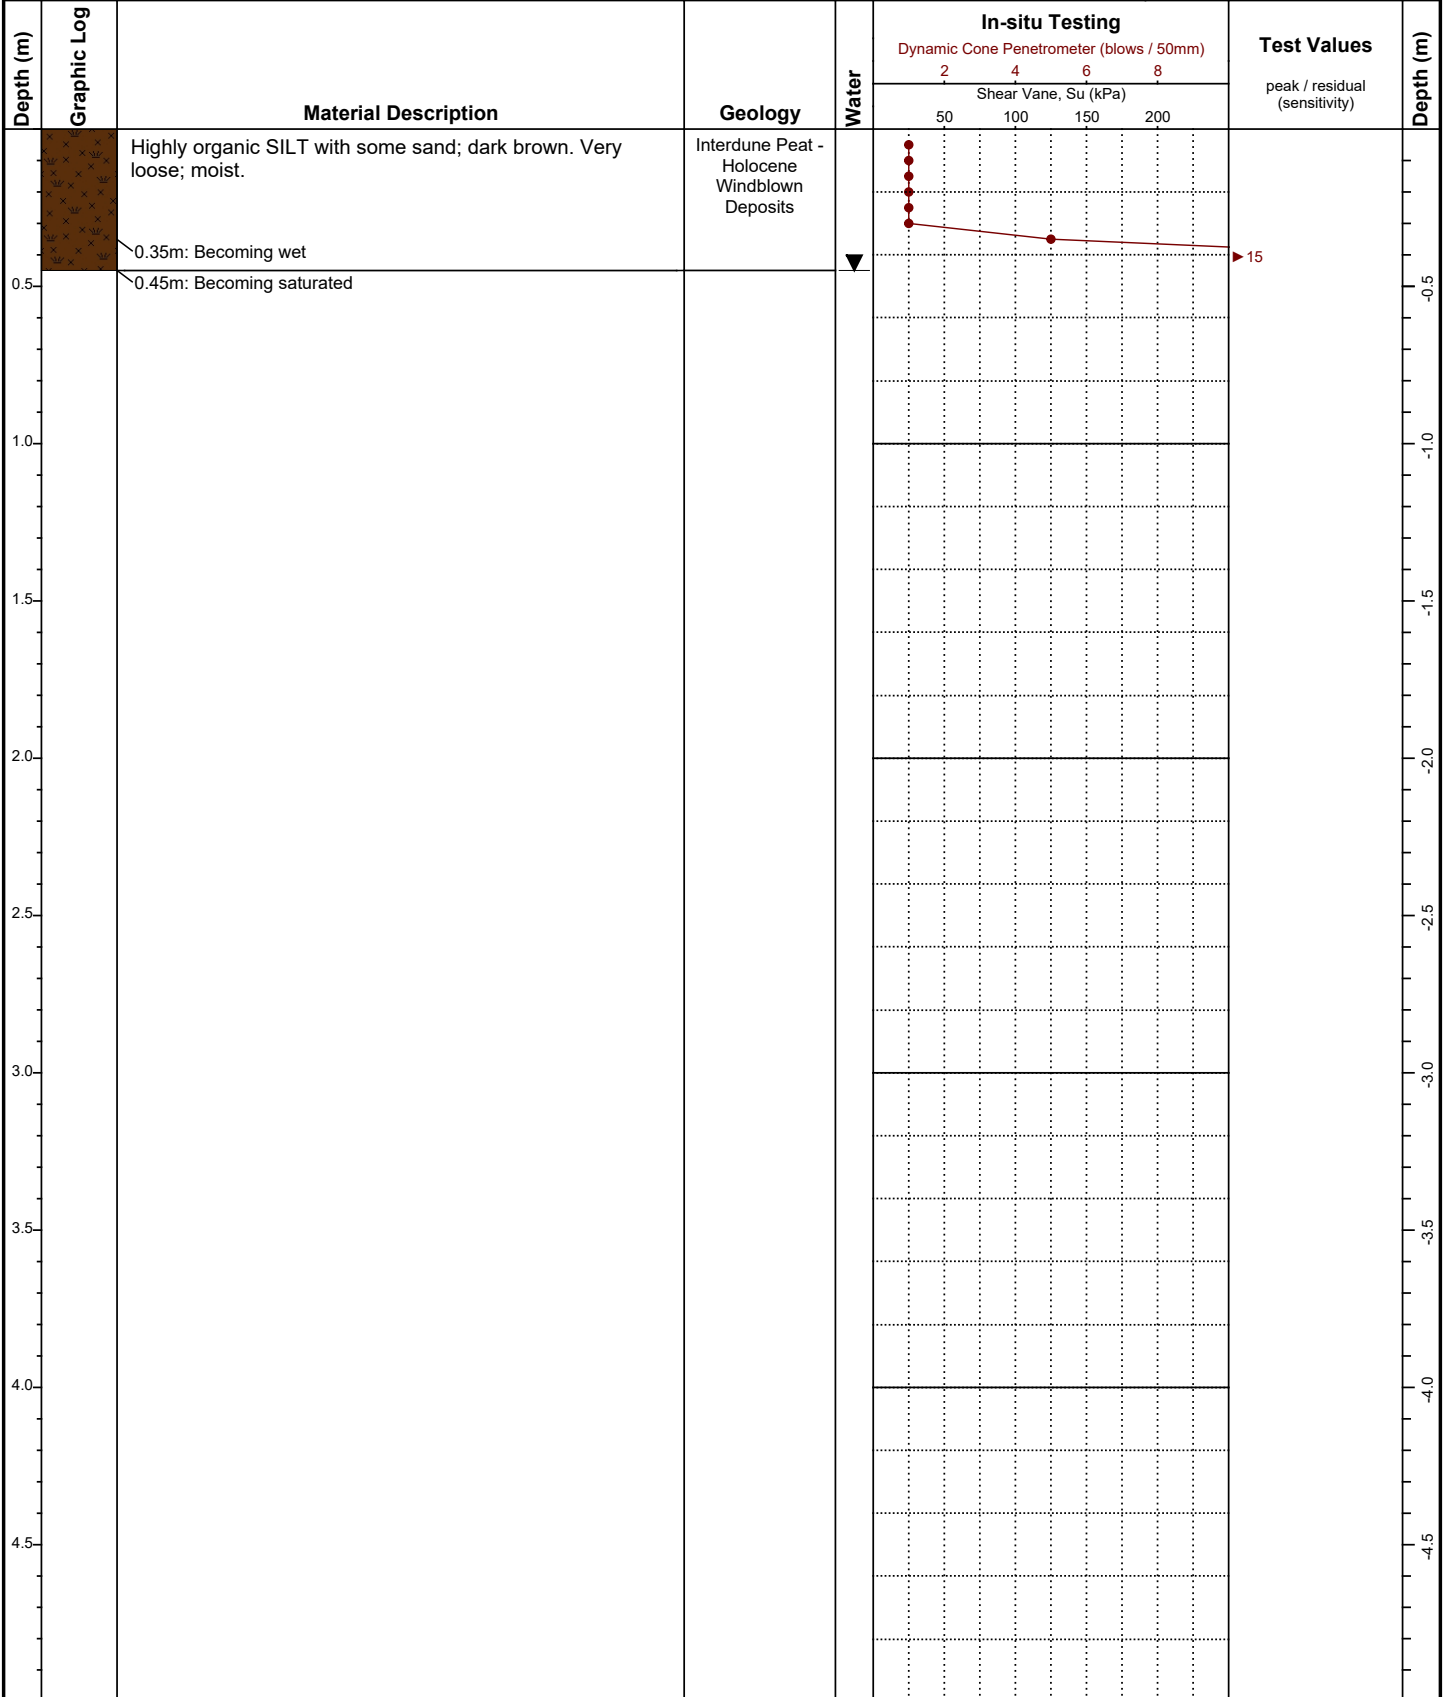 Depth (m)
Graphic Log
Material Description
Geology
Water
In-situ Testing
Dynamic Cone Penetrometer (blows / 50mm)
2 4 6 8
Shear Vane, Su (kPa)
50 100 150 200
Test Values
peak / residual
(sensitivity)
Depth (m)
Highly organic SILT with some sand; dark brown. Very
loose; moist.
0.35m: Becoming wet
0.45m: Becoming saturated
Interdune Peat -
Holocene
Windblown
Deposits
15
0.5
1.0
1.5
2.0
2.5
3.0
3.5
4.0
4.5
-0.5
-1.0
-1.5
-2.0
-2.5
-3.0
-3.5
-4.0
-4.5